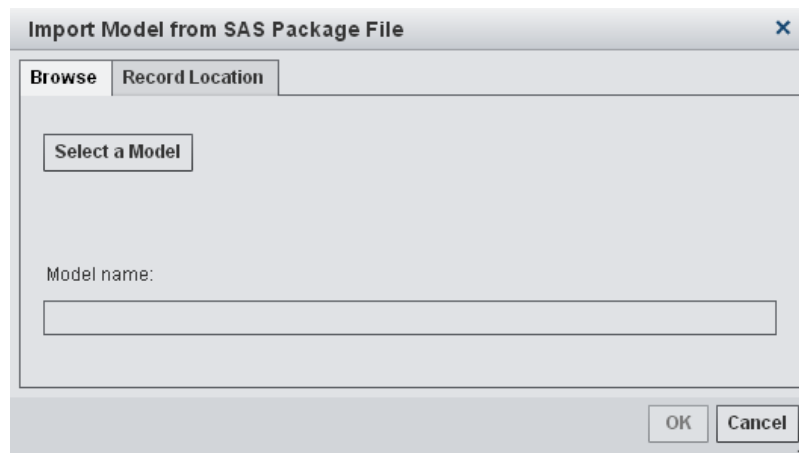 Import Model from SAS Package File
Browse Record Location
Select a Model
Model name:
OK Cancel